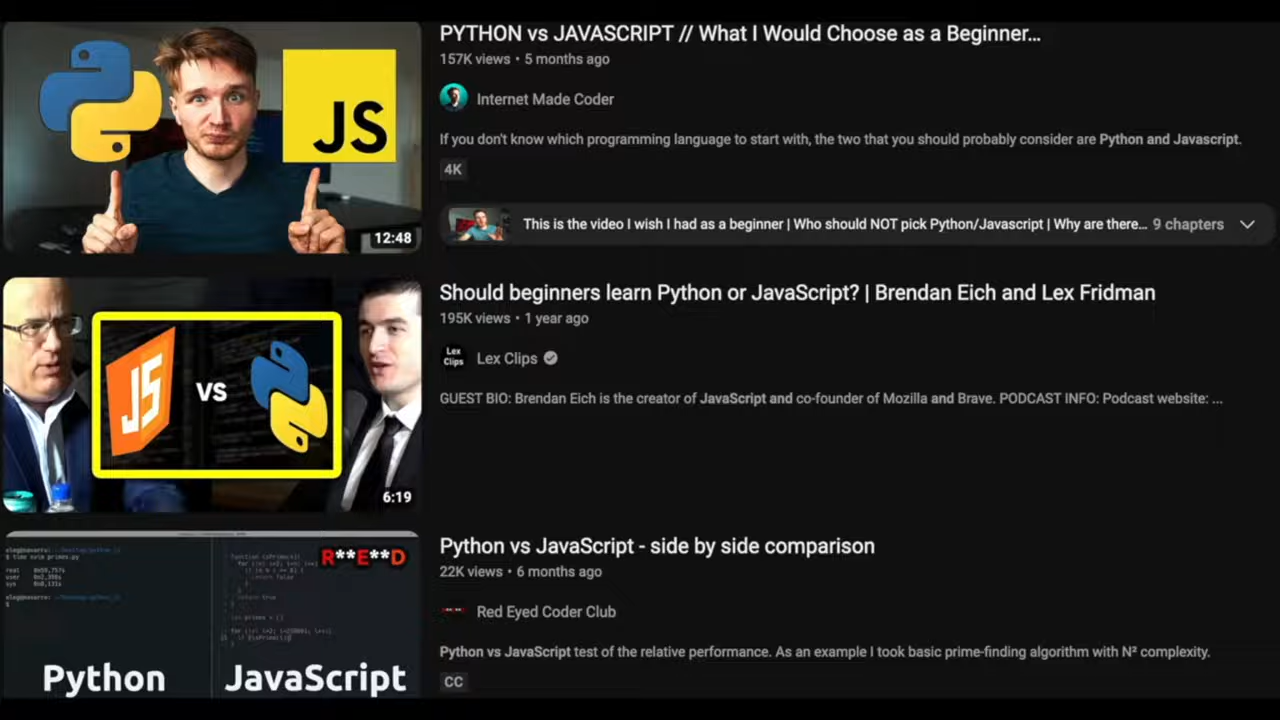 PYTHON vs JAVASCRIPT // What I Would Choose as a Beginner...
157K views • 5 months ago
Internet Made Coder
If you don't know which programming language to start with, the two that you should probably consider are Python and Javascript.
4K
JS
12:48
This is the video I wish I had as a beginner | Who should NOT pick Python/Javascript | Why are there... 9 chapters
Should beginners learn Python or JavaScript? | Brendan Eich and Lex Fridman
195K views • 1 year ago
Lex Clips
Lex Clips
GUEST BIO: Brendan Eich is the creator of JavaScript and co-founder of Mozilla and Brave. PODCAST INFO: Podcast website: ...
JS VS
6:19
Python vs JavaScript - side by side comparison
22K views • 6 months ago
Red Eyed Coder Club
Python vs JavaScript test of the relative performance. As an example I took basic prime-finding algorithm with N² complexity.
CC
R**E**D
Python
JavaScript